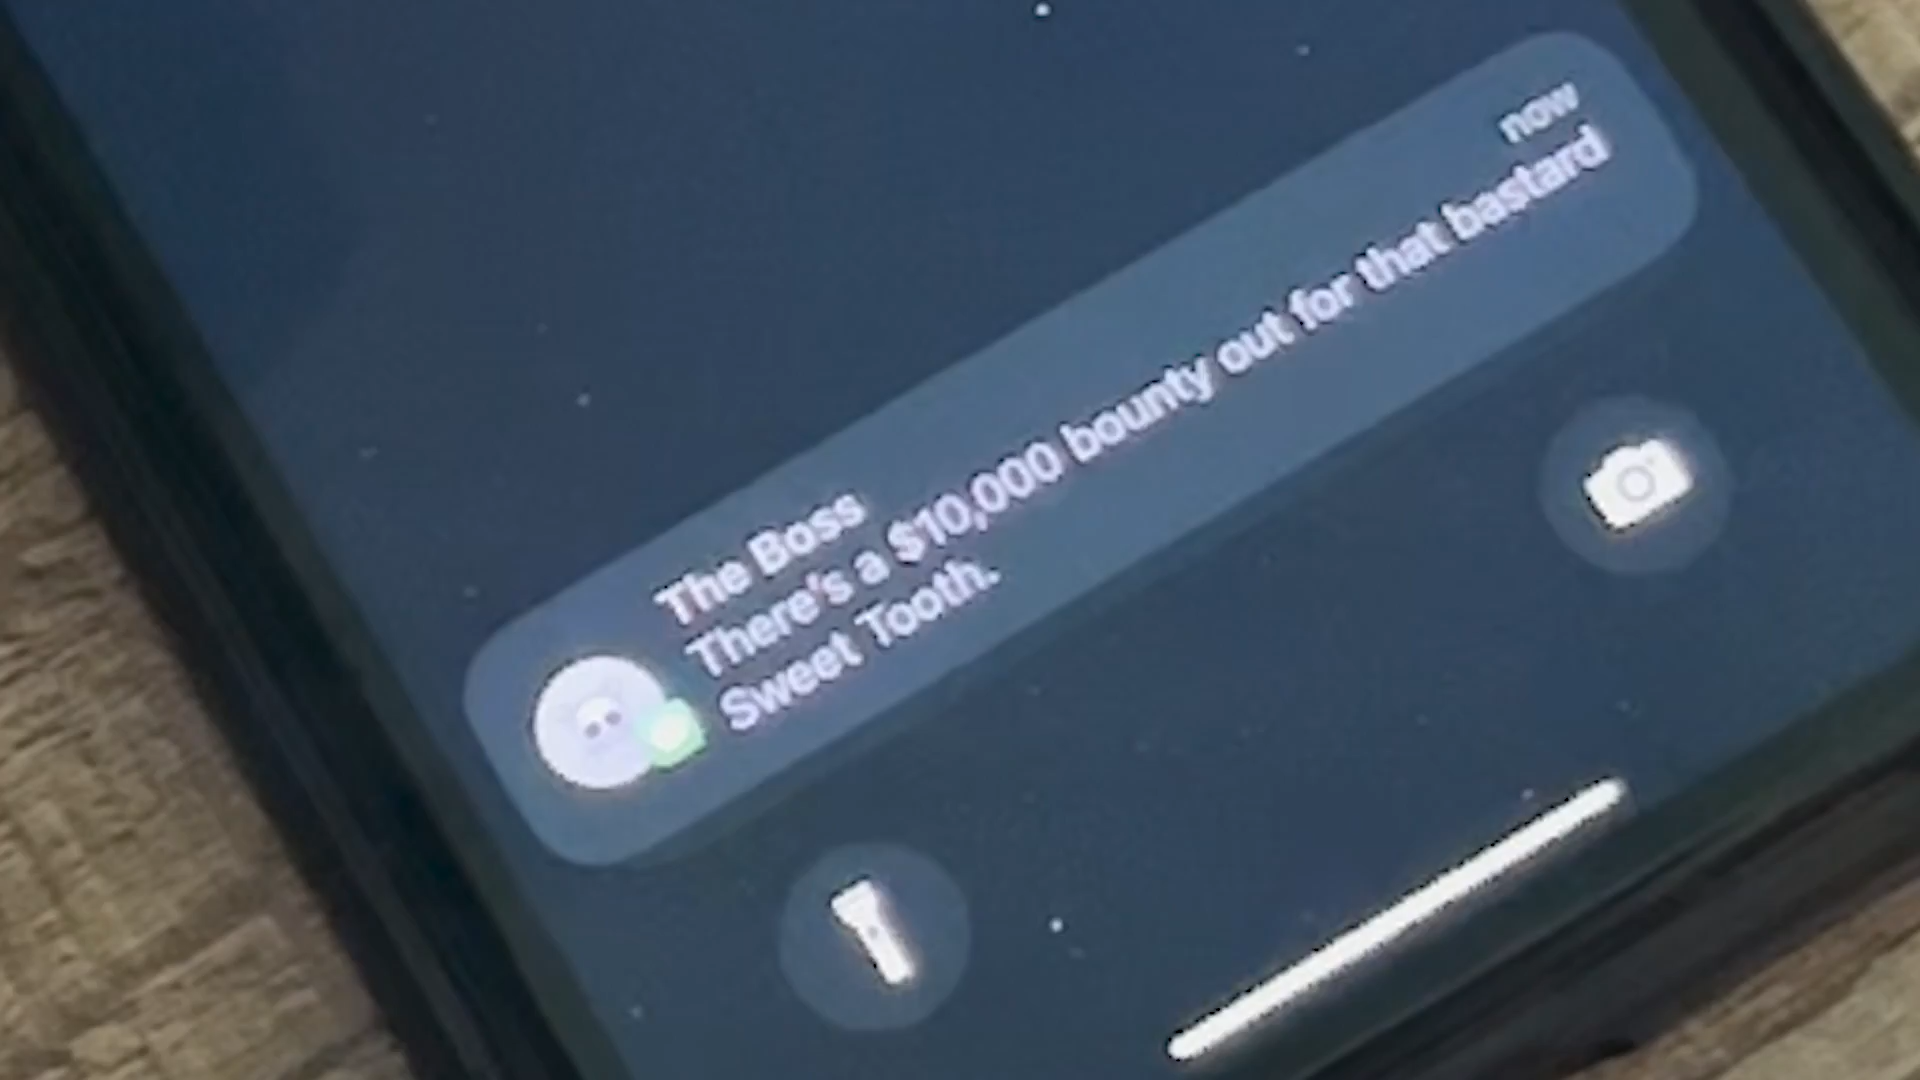 now
The Boss
There's a $10,000 bounty out for that bastard
Sweet Tooth.